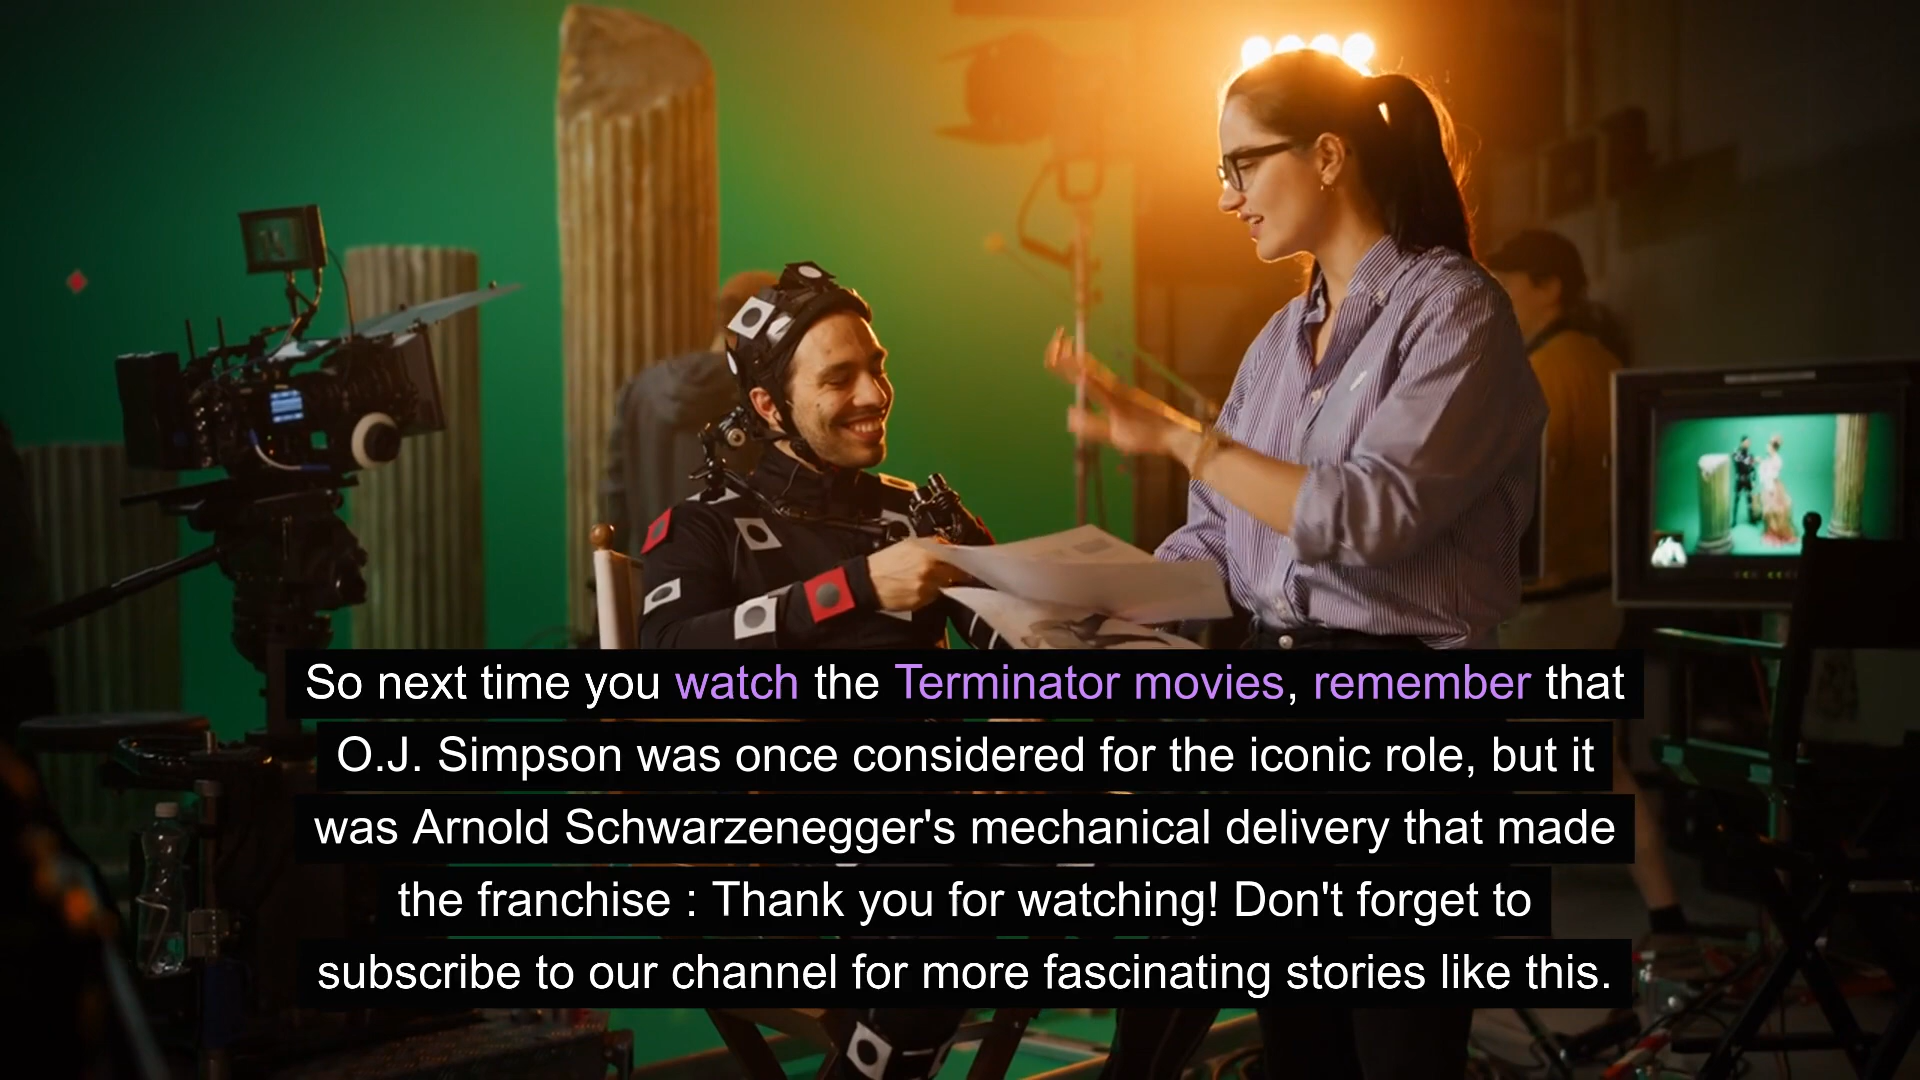 So next time you watch the Terminator movies, remember that
O.J. Simpson was once considered for the iconic role, but it
was Arnold Schwarzenegger's mechanical delivery that made
the franchise : Thank you for watching! Don't forget to
subscribe to our channel for more fascinating stories like this.